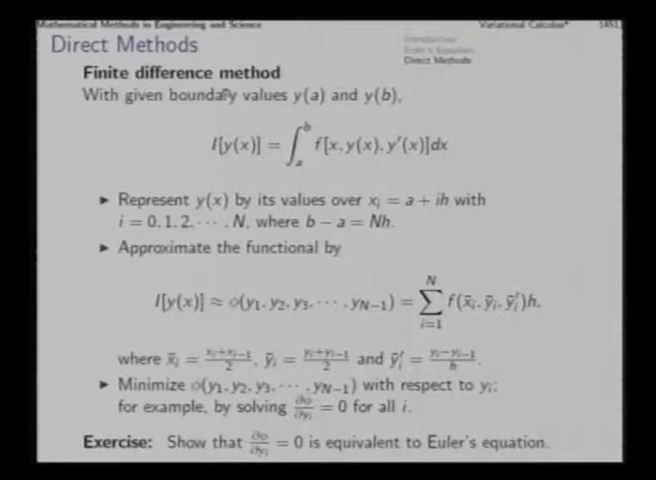 Mathematical Methods in Engineering and Science
Variational Calculus* 1451,
Direct Methods
Introduction
Euler's Equation
Direct Methods
Finite difference method
With given boundary values y(a) and y(b),
I[y(x)] = ∫_a^b f[x, y(x), y′(x)]dx
► Represent y(x) by its values over x_i = a + ih with
i = 0, 1, 2, ⋯ , N, where b − a = Nh.
► Approximate the functional by
I[y(x)] ≈ φ(y_1, y_2, y_3, ⋯ , y_{N−1}) = ∑_{i=1}^{N} f(x̄_i, ȳ_i, ȳ′_i)h,
where x̄_i = (x_i+x_{i−1})/2, ȳ_i = (y_i+y_{i−1})/2 and ȳ′_i = (y_i−y_{i−1})/h.
► Minimize φ(y_1, y_2, y_3, ⋯ , y_{N−1}) with respect to y_i;
for example, by solving ∂φ/∂y_i = 0 for all i.
Exercise: Show that ∂φ/∂y_i = 0 is equivalent to Euler's equation.